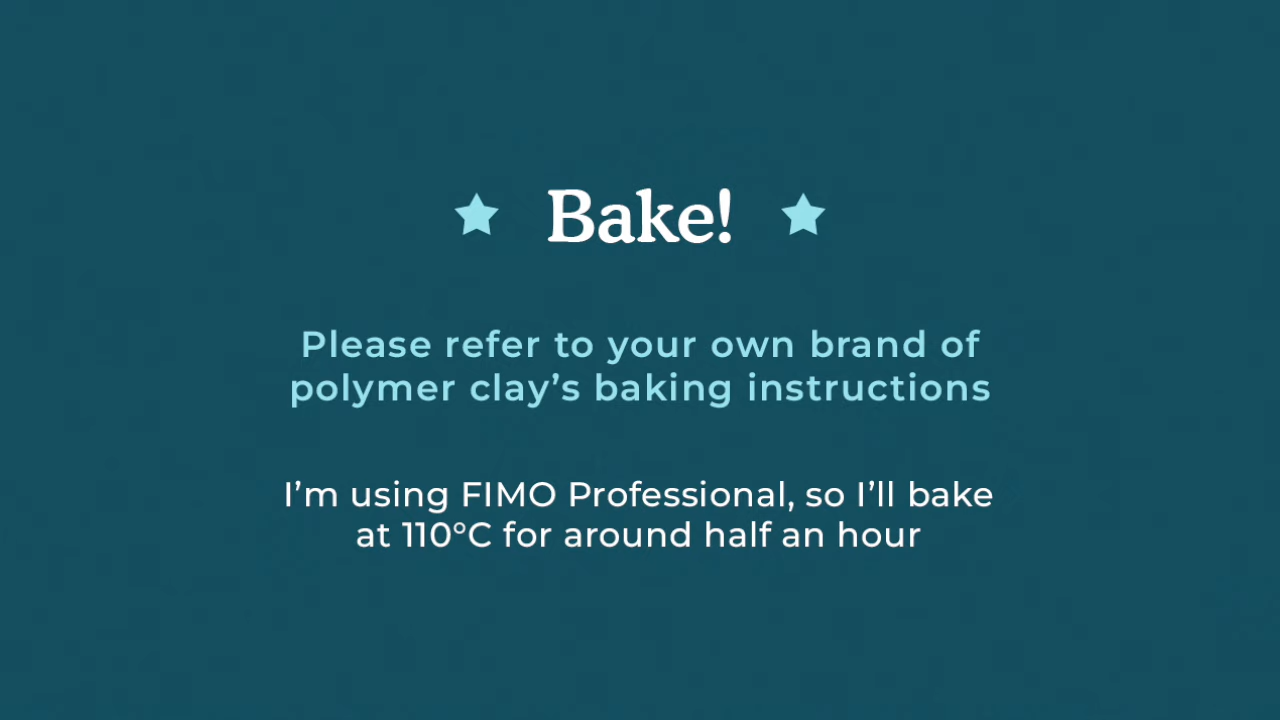 Bake!
Please refer to your own brand of
polymer clay’s baking instructions
I’m using FIMO Professional, so I’ll bake
at 110°C for around half an hour